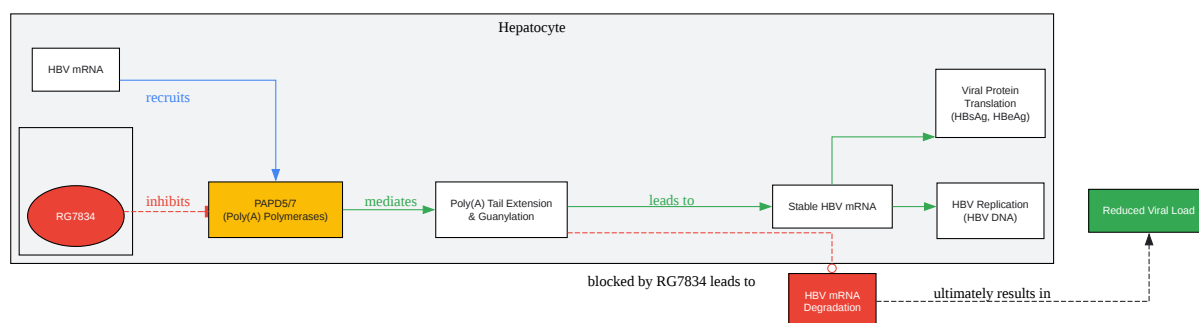 Hepatocyte
HBV mRNA
recruits
Viral Protein
Translation
(HBsAg, HBeAg)
RG7834
inhibits
PAPD5/7
(Poly(A) Polymerases)
mediates
Poly(A) Tail Extension
& Guanylation
leads to
Stable HBV mRNA
HBV Replication
(HBV DNA)
Reduced Viral Load
blocked by RG7834 leads to
HBV mRNA
Degradation
ultimately results in